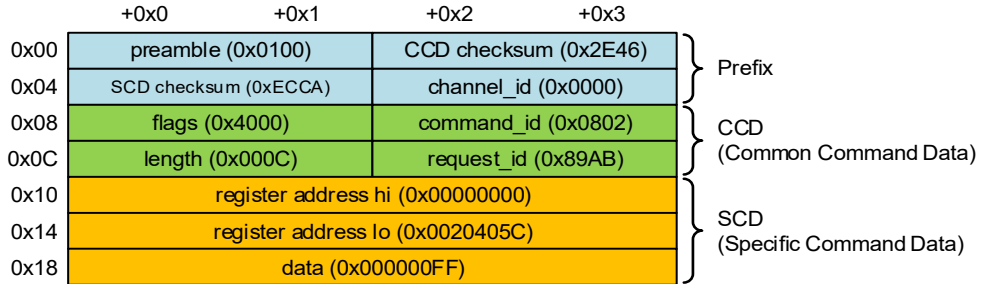 +0x0 +0x1 +0x2 +0x3
0x00 preamble (0x0100) CCD checksum (0x2E46)
Prefix
0x04 SCD checksum (0xECCA) channel_id (0x0000)
0x08 flags (0x4000) command_id (0x0802)
CCD
(Common Command Data)
0x0C length (0x000C) request_id (0x89AB)
0x10 register address hi (0x00000000)
0x14 register address lo (0x0020405C)
SCD
(Specific Command Data)
0x18 data (0x000000FF)